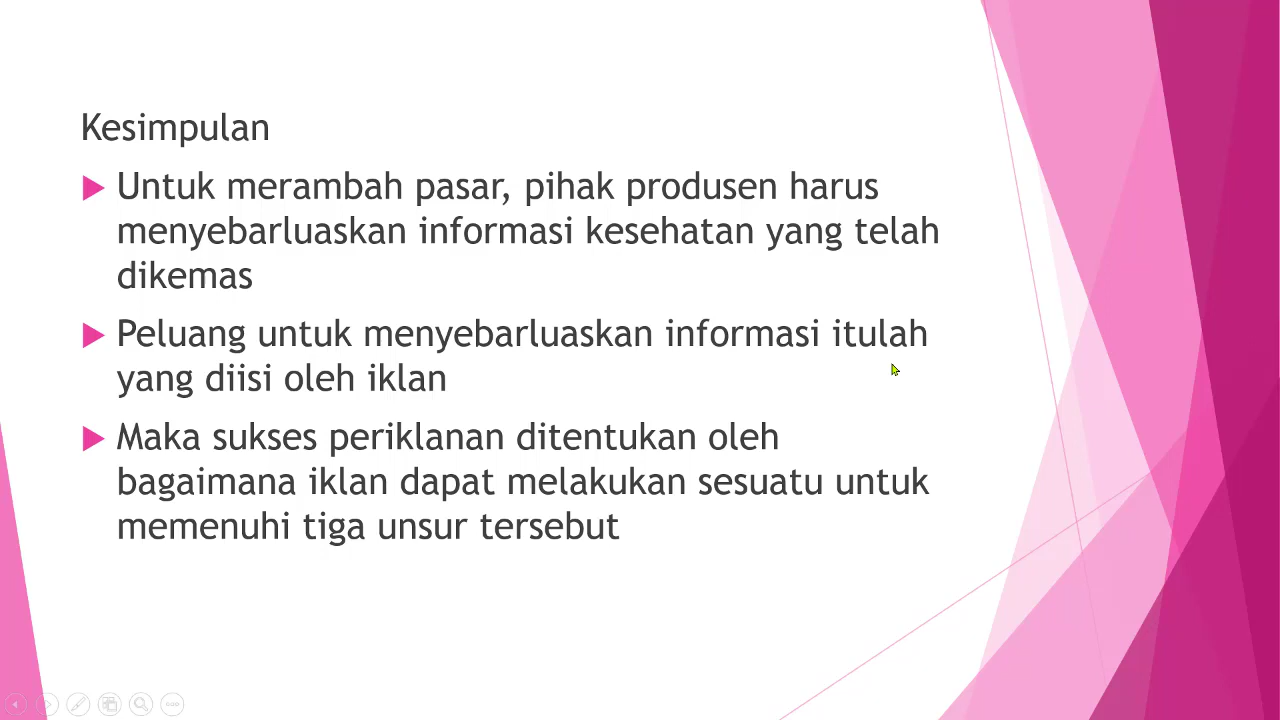 Kesimpulan
Untuk merambah pasar, pihak produsen harus
menyebarluaskan informasi kesehatan yang telah
dikemas
Peluang untuk menyebarluaskan informasi itulah
yang diisi oleh iklan
Maka sukses periklanan ditentukan oleh
bagaimana iklan dapat melakukan sesuatu untuk
memenuhi tiga unsur tersebut